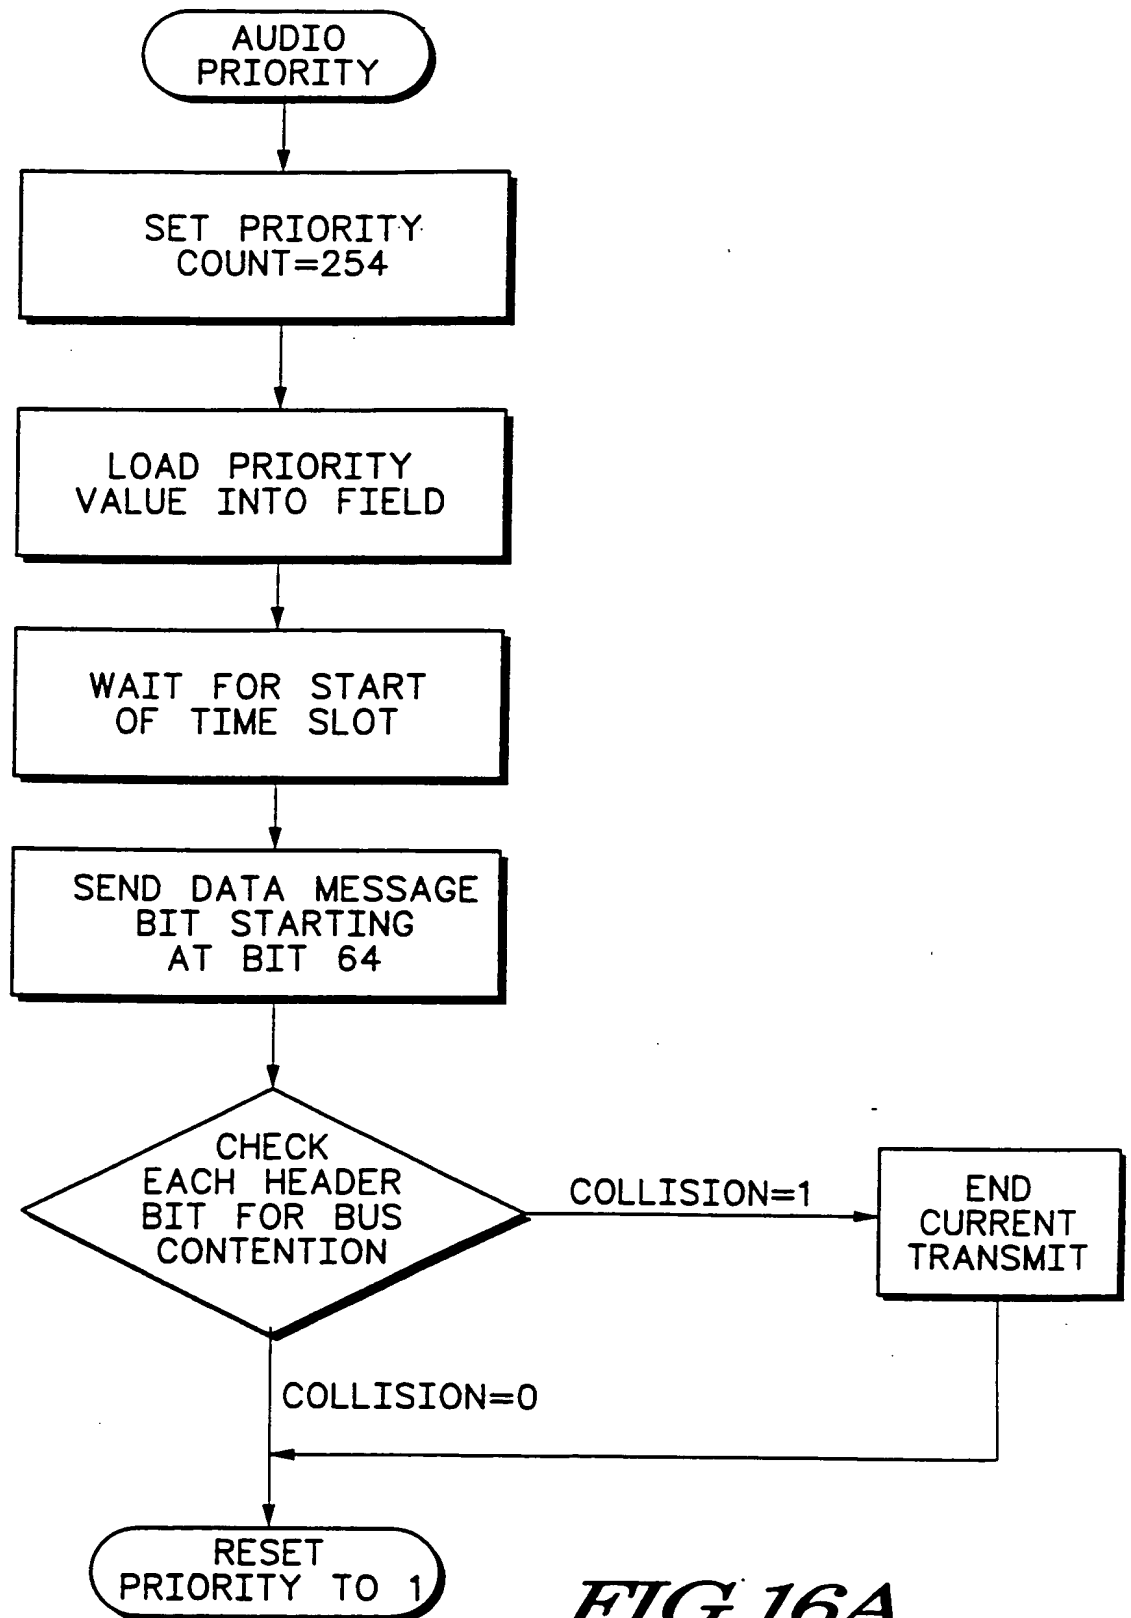 AUDIO
PRIORITY
SET PRIORITY
COUNT=254
LOAD PRIORITY
VALUE INTO FIELD
WAIT FOR START
OF TIME SLOT
SEND DATA MESSAGE
BIT STARTING
AT BIT 64
CHECK
EACH HEADER
BIT FOR BUS
CONTENTION
COLLISION=1
END
CURRENT
TRANSMIT
COLLISION=0
RESET
PRIORITY TO 1
FIG.16A